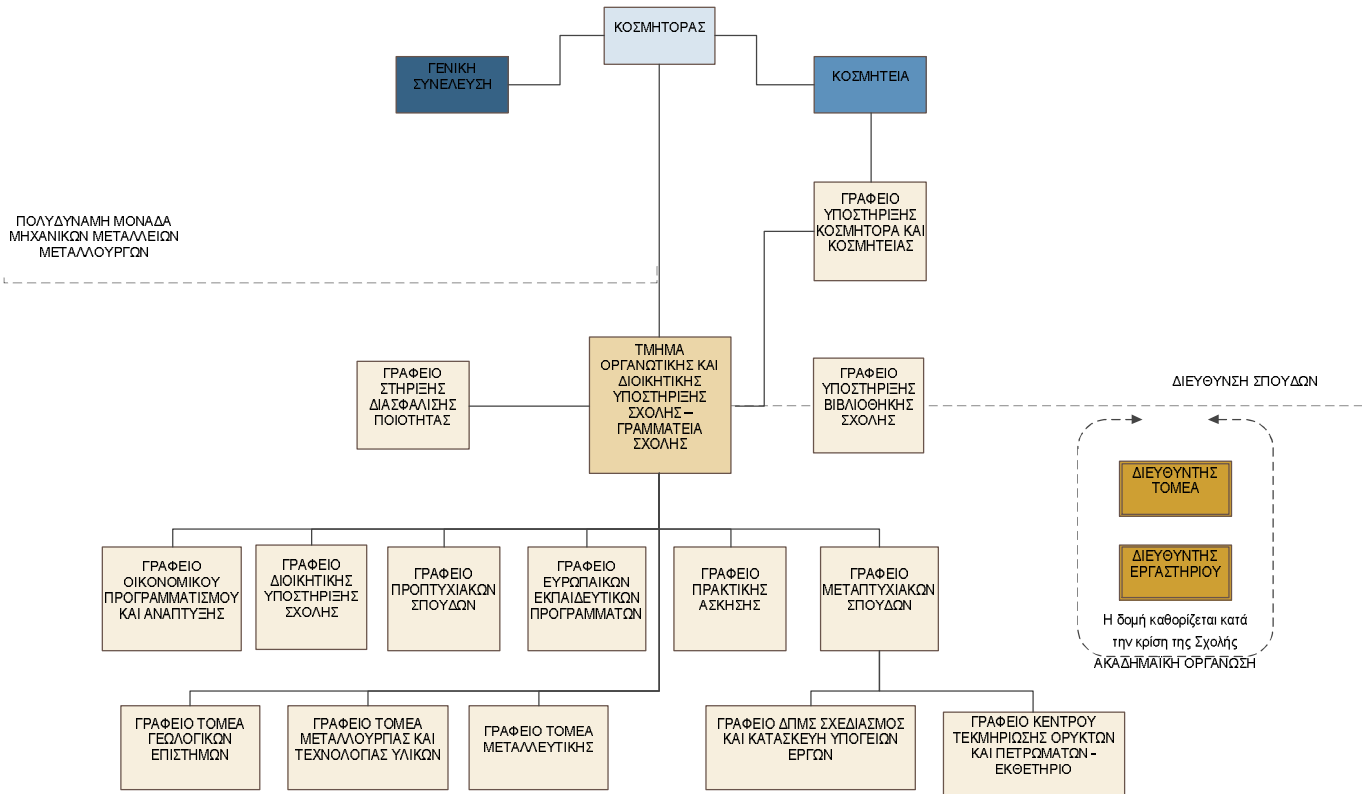 ΚΟΣΜΗΤΟΡΑΣ
ΓΕΝΙΚΗ
ΣΥΝΕΛΕΥΣΗ
ΚΟΣΜΗΤΕΙΑ
ΓΡΑΦΕΙΟ
ΥΠΟΣΤΗΡΙΞΗΣ
ΚΟΣΜΗΤΟΡΑ ΚΑΙ
ΚΟΣΜΗΤΕΙΑΣ
ΠΟΛΥΔΥΝΑΜΗ ΜΟΝΑΔΑ
ΜΗΧΑΝΙΚΩΝ ΜΕΤΑΛΛΕΙΩΝ
ΜΕΤΑΛΛΟΥΡΓΩΝ
ΓΡΑΦΕΙΟ
ΣΤΗΡΙΞΗΣ
ΔΙΑΣΦΑΛΙΣΗΣ
ΠΟΙΟΤΗΤΑΣ
ΤΜΗΜΑ
ΟΡΓΑΝΩΤΙΚΗΣ ΚΑΙ
ΔΙΟΙΚΗΤΙΚΗΣ
ΥΠΟΣΤΗΡΙΞΗΣ
ΣΧΟΛΗΣ –
ΓΡΑΜΜΑΤΕΙΑ
ΣΧΟΛΗΣ
ΓΡΑΦΕΙΟ
ΥΠΟΣΤΗΡΙΞΗΣ
ΒΙΒΛΙΟΘΗΚΗΣ
ΣΧΟΛΗΣ
ΔΙΕΥΘΥΝΣΗ ΣΠΟΥΔΩΝ
ΔΙΕΥΘΥΝΤΗΣ
ΤΟΜΕΑ
ΔΙΕΥΘΥΝΤΗΣ
ΕΡΓΑΣΤΗΡΙΟΥ
Η δομή καθορίζεται κατά
την κρίση της Σχολής
ΑΚΑΔΗΜΑΪΚΗ ΟΡΓΑΝΩΣΗ
ΓΡΑΦΕΙΟ
ΟΙΚΟΝΟΜΙΚΟΥ
ΠΡΟΓΡΑΜΜΑΤΙΣΜΟΥ
ΚΑΙ ΑΝΑΠΤΥΞΗΣ
ΓΡΑΦΕΙΟ
ΔΙΟΙΚΗΤΙΚΗΣ
ΥΠΟΣΤΗΡΙΞΗΣ
ΣΧΟΛΗΣ
ΓΡΑΦΕΙΟ
ΠΡΟΠΤΥΧΙΑΚΩΝ
ΣΠΟΥΔΩΝ
ΓΡΑΦΕΙΟ
ΕΥΡΩΠΑΙΚΩΝ
ΕΚΠΑΙΔΕΥΤΙΚΩΝ
ΠΡΟΓΡΑΜΜΑΤΩΝ
ΓΡΑΦΕΙΟ
ΠΡΑΚΤΙΚΗΣ
ΑΣΚΗΣΗΣ
ΓΡΑΦΕΙΟ
ΜΕΤΑΠΤΥΧΙΑΚΩΝ
ΣΠΟΥΔΩΝ
ΓΡΑΦΕΙΟ ΤΟΜΕΑ
ΓΕΩΛΟΓΙΚΩΝ
ΕΠΙΣΤΗΜΩΝ
ΓΡΑΦΕΙΟ ΤΟΜΕΑ
ΜΕΤΑΛΛΟΥΡΓΙΑΣ ΚΑΙ
ΤΕΧΝΟΛΟΓΙΑΣ ΥΛΙΚΩΝ
ΓΡΑΦΕΙΟ ΤΟΜΕΑ
ΜΕΤΑΛΛΕΥΤΙΚΗΣ
ΓΡΑΦΕΙΟ ΔΠΜΣ ΣΧΕΔΙΑΣΜΟΣ
ΚΑΙ ΚΑΤΑΣΚΕΥΗ ΥΠΟΓΕΙΩΝ
ΕΡΓΩΝ
ΓΡΑΦΕΙΟ ΚΕΝΤΡΟΥ
ΤΕΚΜΗΡΙΩΣΗΣ ΟΡΥΚΤΩΝ
ΚΑΙ ΠΕΤΡΩΜΑΤΩΝ –
ΕΚΘΕΤΗΡΙΟ